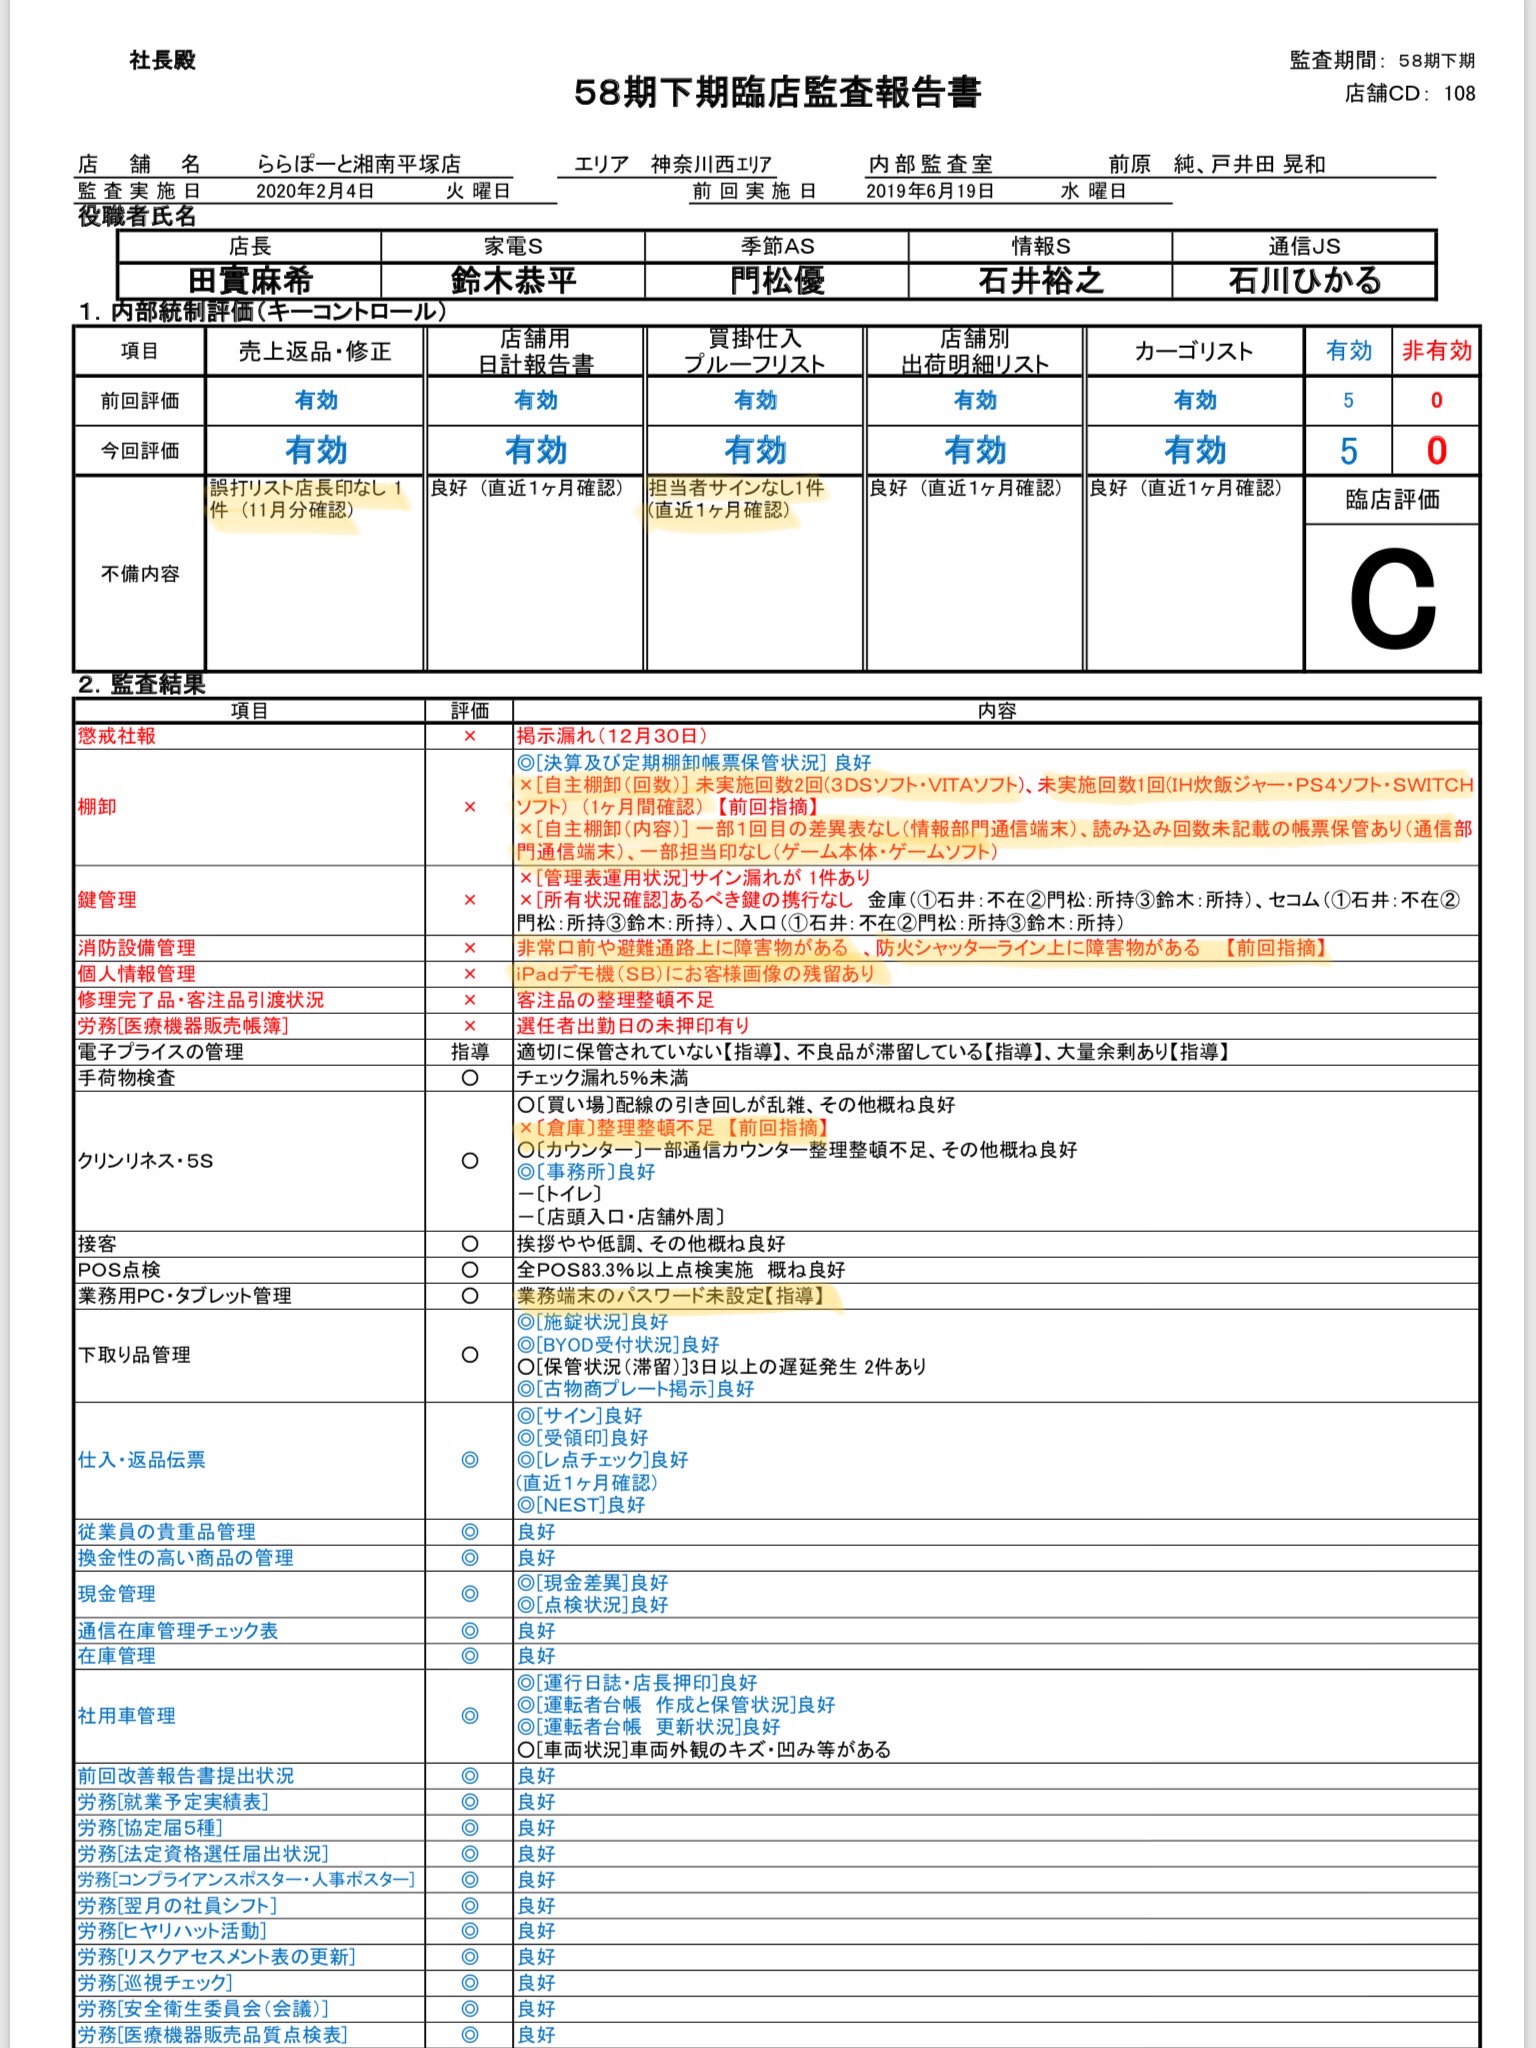 社長殿
監査期間: 58期下期
58期下期臨店監査報告書
店舗CD: 108
店舗名 ららぽーと湘南平塚店 エリア 神奈川西エリア 内部監査室 前原 純、戸井田 晃和
監査実施日 2020年2月4日 火曜日 前回実施日 2019年6月19日 水曜日
役職者氏名
店長 家電S 季節AS 情報S 通信JS
田實麻希 鈴木恭平 門松優 石井裕之 石川ひかる
1. 内部統制評価(キーコントロール)
項目 売上返品・修正 店舗用日計報告書 買掛仕入プルーフリスト 店舗別出荷明細リスト カーゴリスト 有効 非有効
前回評価 有効 有効 有効 有効 有効 5 0
今回評価 有効 有効 有効 有効 有効 5 0
不備内容 誤打リスト店長印なし 1件 (11月分確認) 良好 (直近1ヶ月確認) 担当者サインなし1件(直近1ヶ月確認) 良好 (直近1ヶ月確認) 良好 (直近1ヶ月確認) 臨店評価
C
2. 監査結果
項目 評価 内容
懲戒社報 × 掲示漏れ(12月30日)
棚卸 ×
◎[決算及び定期棚卸帳票保管状況] 良好
×[自主棚卸(回数)] 未実施回数2回(3DSソフト・VITAソフト)、未実施回数1回(IH炊飯ジャー・PS4ソフト・SWITCH
ソフト) (1ヶ月間確認) 【前回指摘】
×[自主棚卸(内容)] 一部1回目の差異表なし(情報部門通信端末)、読み込み回数未記載の帳票保管あり(通信部
門通信端末)、一部担当印なし(ゲーム本体・ゲームソフト)
鍵管理 ×
×[管理表運用状況]サイン漏れが 1件あり
×[所有状況確認]あるべき鍵の携行なし 金庫(①石井: 不在②門松: 所持③鈴木: 所持)、セコム(①石井: 不在②
門松: 所持③鈴木: 所持)、入口(①石井: 不在②門松: 所持③鈴木: 所持)
消防設備管理 × 非常口前や避難通路上に障害物がある 、防火シャッターライン上に障害物がある 【前回指摘】
個人情報管理 × iPadデモ機(SB)にお客様画像の残留あり
修理完了品・客注品引渡状況 × 客注品の整理整頓不足
労務[医療機器販売帳簿] × 選任者出勤日の未押印有り
電子プライスの管理 指導 適切に保管されていない【指導】、不良品が滞留している【指導】、大量余剰あり【指導】
手荷物検査 〇 チェック漏れ5%未満
クリンリネス・5S 〇
〇〔買い場〕配線の引き回しが乱雑、その他概ね良好
×〔倉庫〕整理整頓不足 【前回指摘】
〇〔カウンター〕一部通信カウンター整理整頓不足、その他概ね良好
◎〔事務所〕良好
－〔トイレ〕
－〔店頭入口・店舗外周〕
接客 〇 挨拶やや低調、その他概ね良好
POS点検 〇 全POS83.3%以上点検実施 概ね良好
業務用PC・タブレット管理 〇 業務端末のパスワード未設定【指導】
下取り品管理 〇
◎[施錠状況]良好
◎[BYOD受付状況]良好
〇[保管状況(滞留)]3日以上の遅延発生 2件あり
◎[古物商プレート掲示]良好
仕入・返品伝票 ◎
◎[サイン]良好
◎[受領印]良好
◎[レ点チェック]良好
(直近1ヶ月確認)
◎[NEST]良好
従業員の貴重品管理 ◎ 良好
換金性の高い商品の管理 ◎ 良好
現金管理 ◎
◎[現金差異]良好
◎[点検状況]良好
通信在庫管理チェック表 ◎ 良好
在庫管理 ◎ 良好
社用車管理 ◎
◎[運行日誌・店長押印]良好
◎[運転者台帳 作成と保管状況]良好
◎[運転者台帳 更新状況]良好
〇[車両状況]車両外観のキズ・凹み等がある
前回改善報告書提出状況 ◎ 良好
労務[就業予定実績表] ◎ 良好
労務[協定届5種] ◎ 良好
労務[法定資格選任届出状況] ◎ 良好
労務[コンプライアンスポスター・人事ポスター] ◎ 良好
労務[翌月の社員シフト] ◎ 良好
労務[ヒヤリハット活動] ◎ 良好
労務[リスクアセスメント表の更新] ◎ 良好
労務[巡視チェック] ◎ 良好
労務[安全衛生委員会(会議)] ◎ 良好
労務[医療機器販売品質点検表] ◎ 良好